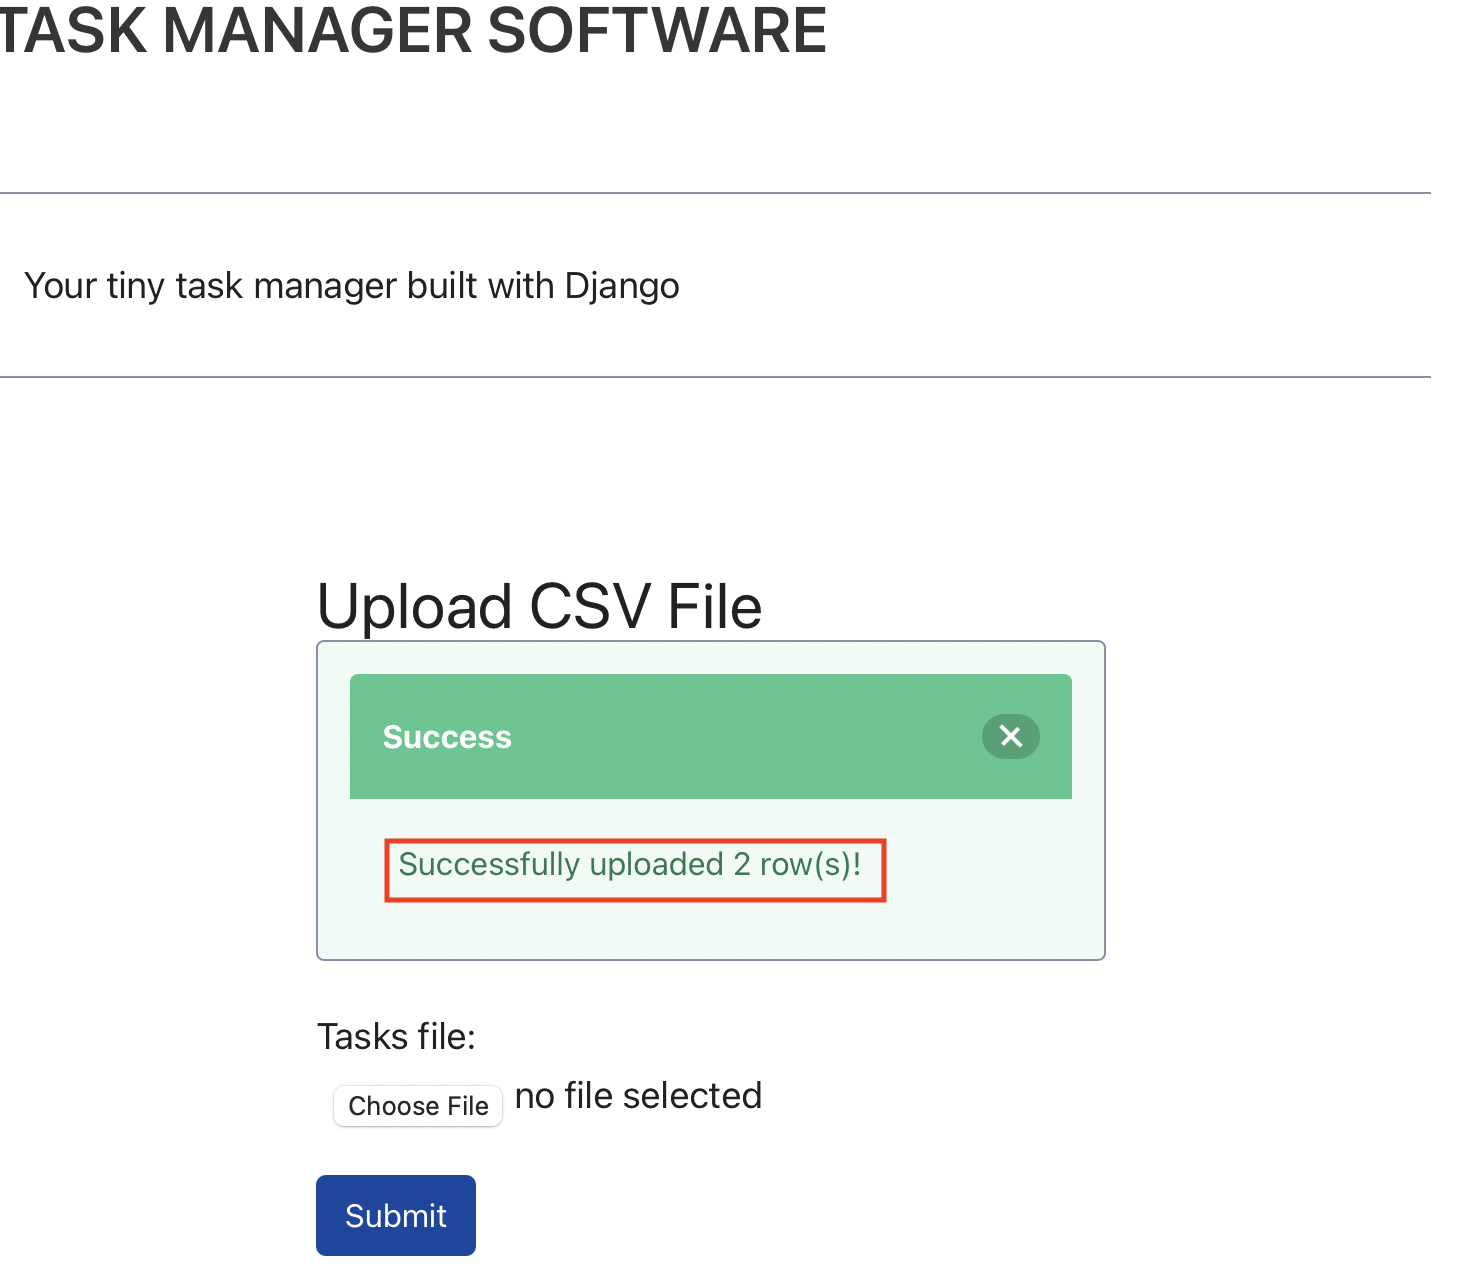 TASK MANAGER SOFTWARE
Your tiny task manager built with Django
Upload CSV File
Success
Successfully uploaded 2 row(s)!
Tasks file:
Choose File no file selected
Submit